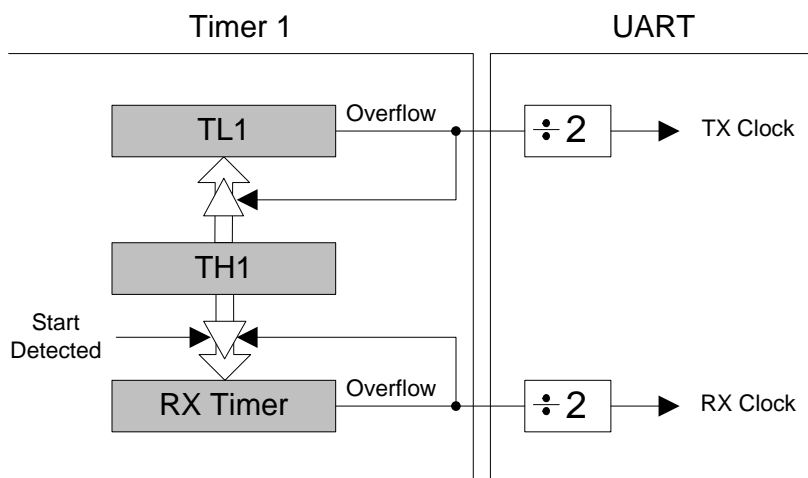 Timer 1
UART
TL1
Overflow
÷2
TX Clock
TH1
Start
Detected
RX Timer
Overflow
÷2
RX Clock